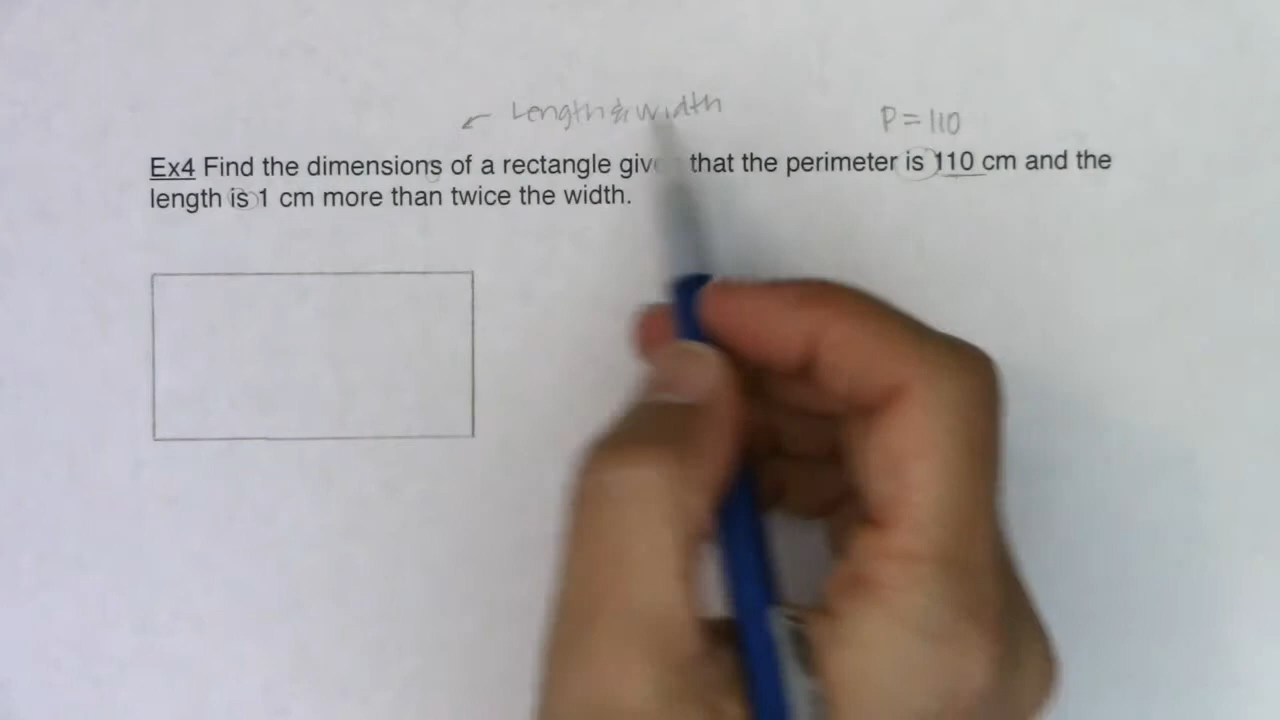 ← Length & width
P = 110
Ex4 Find the dimensions of a rectangle that the perimeter is 110 cm and the
length is 1 cm more than twice the width.